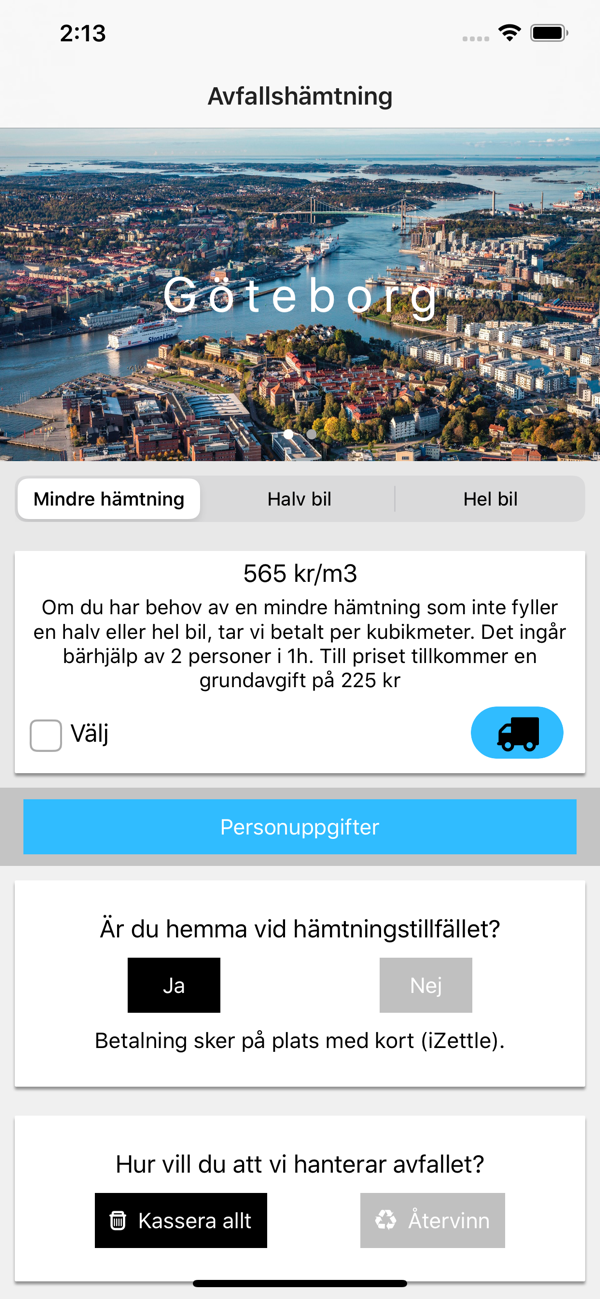 2:13
Avfallshämtning
Göteborg
Mindre hämtning
Halv bil
Hel bil
565 kr/m3
Om du har behov av en mindre hämtning som inte fyller
en halv eller hel bil, tar vi betalt per kubikmeter. Det ingår
bärhjälp av 2 personer i 1h. Till priset tillkommer en
grundavgift på 225 kr
Välj
Personuppgifter
Är du hemma vid hämtningstillfället?
Ja
Nej
Betalning sker på plats med kort (iZettle).
Hur vill du att vi hanterar avfallet?
Kassera allt
Återvinn